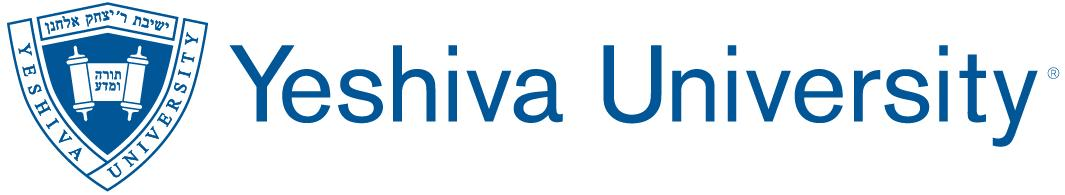 ישיבת ר׳ יצחק אלחנן
YESHIVA UNIVERSITY
תורה
ומדע
Yeshiva University®